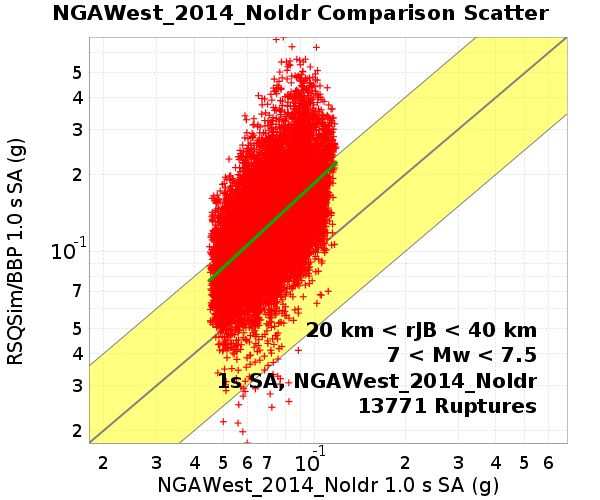 NGAWest_2014_NoIdr Comparison Scatter
RSQSim/BBP 1.0 s SA (g)
5
4
3
2
10-1
7
5
4
3
2
20 km < rJB < 40 km
7 < Mw < 7.5
1s SA, NGAWest_2014_NoIdr
13771 Ruptures
2 3 4 5 6 7 10-1 2 3 4 5 6
NGAWest_2014_NoIdr 1.0 s SA (g)